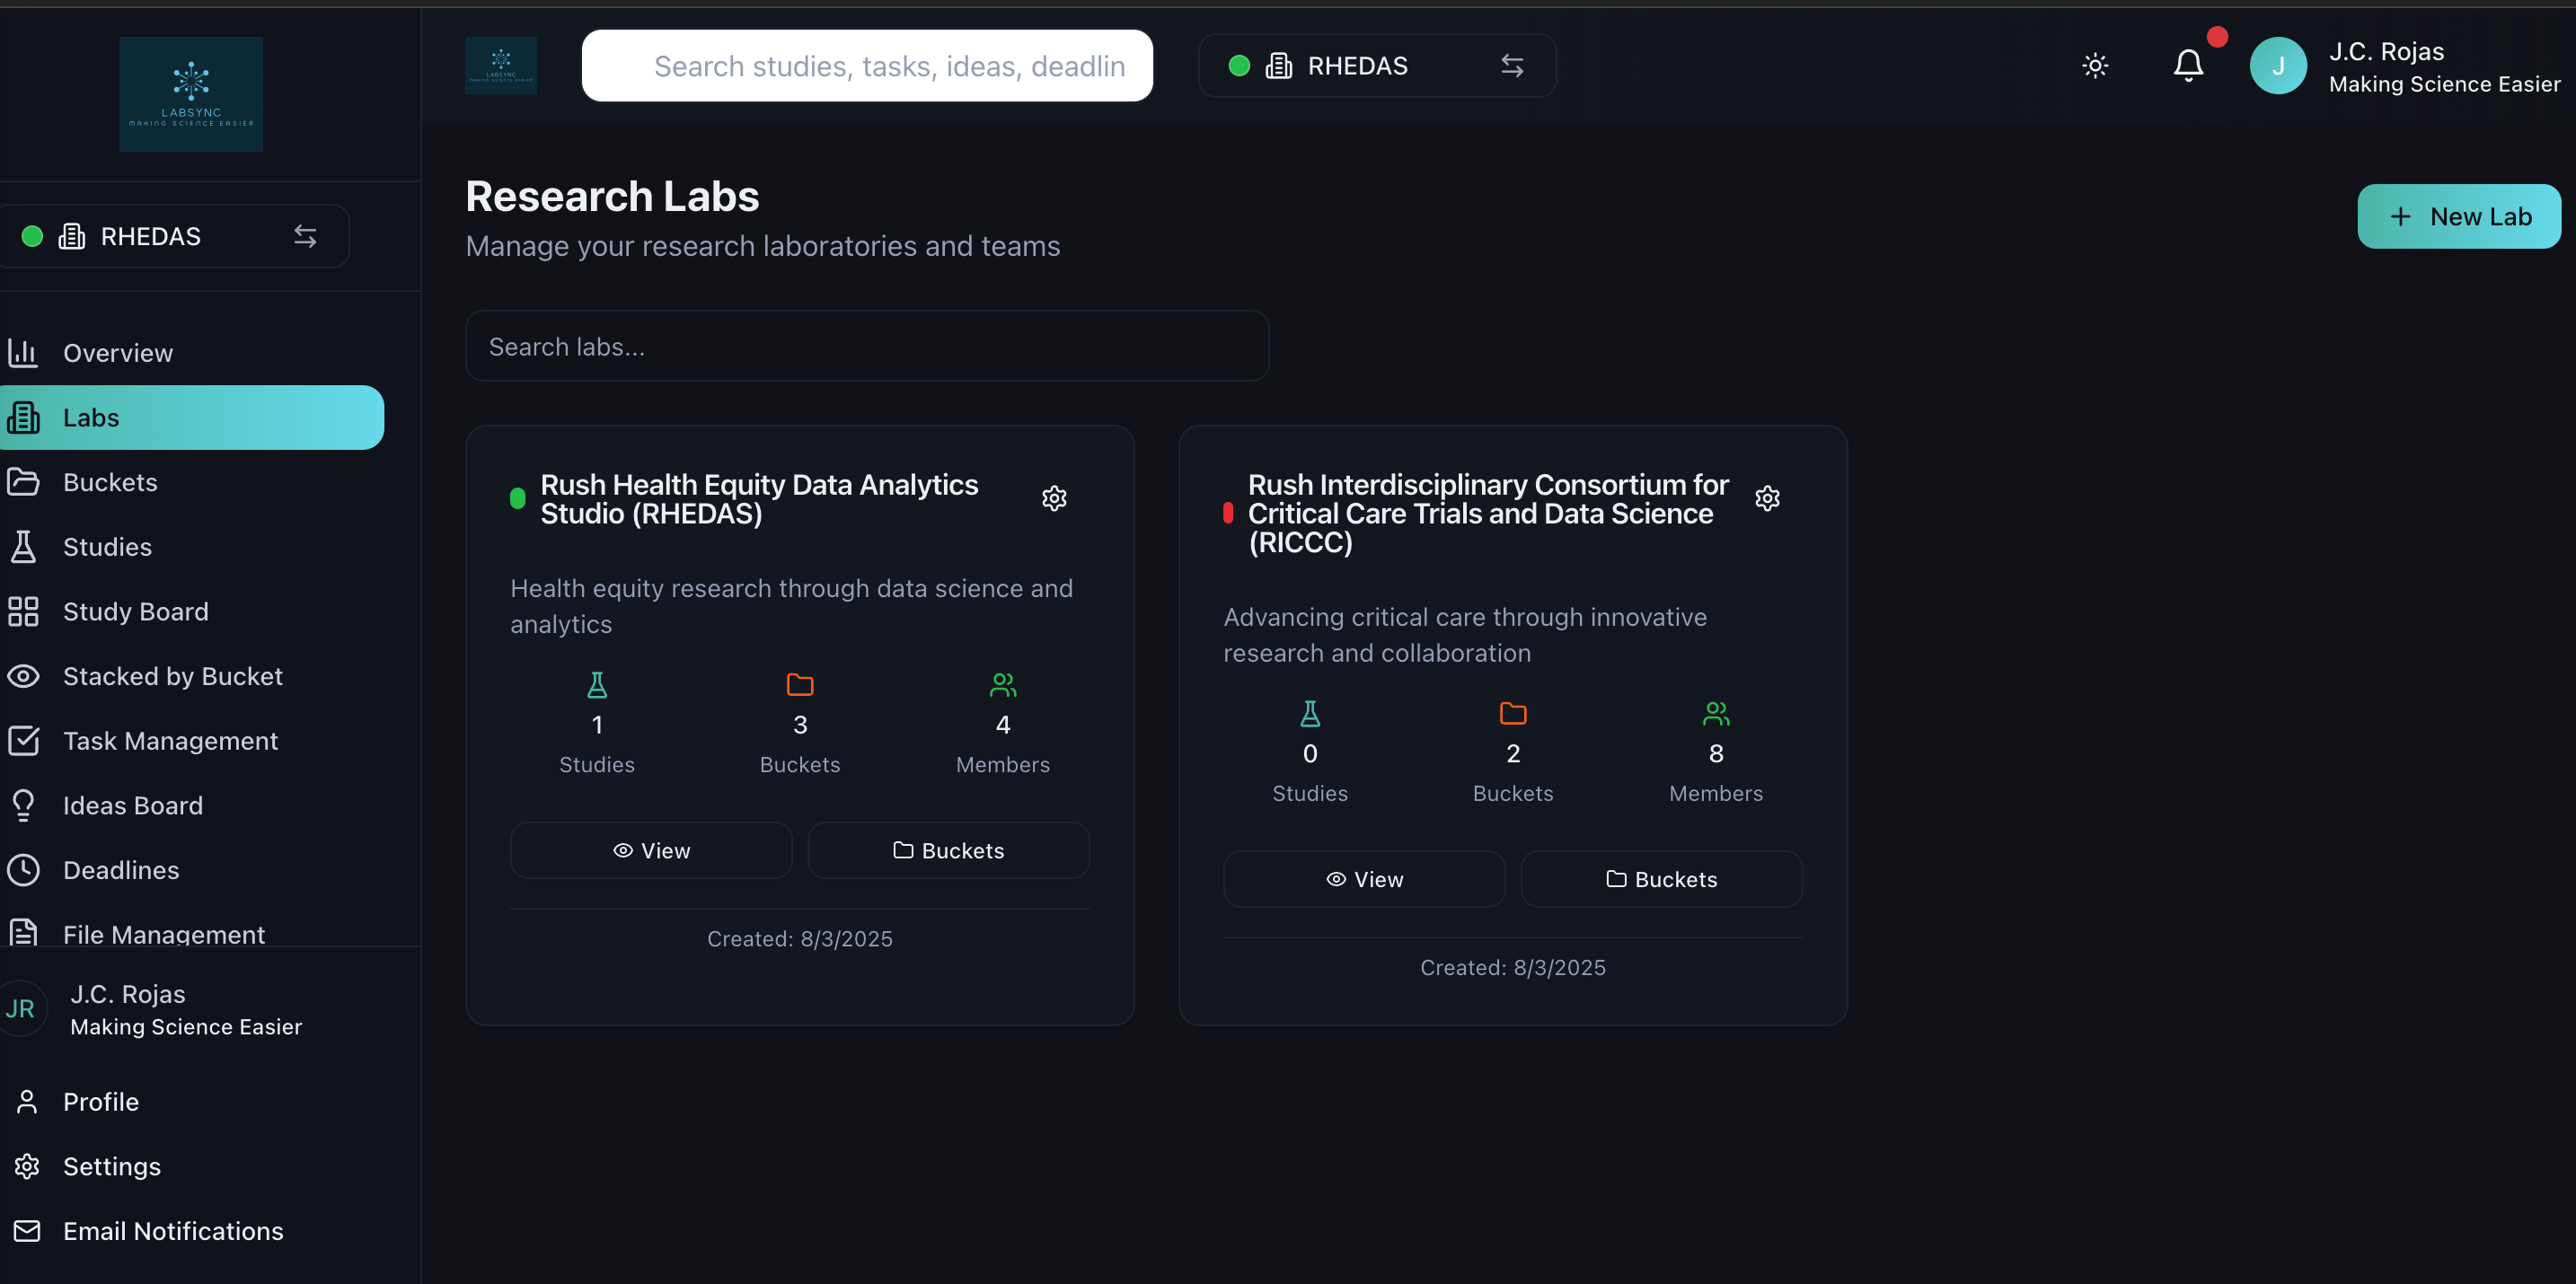 LABSYNC
MAKING SCIENCE EASIER
RHEDAS
Overview
Labs
Buckets
Studies
Study Board
Stacked by Bucket
Task Management
Ideas Board
Deadlines
File Management
JR
J.C. Rojas
Making Science Easier
Profile
Settings
Email Notifications
LABSYNC
MAKING SCIENCE EASIER
Search studies, tasks, ideas, deadlin
RHEDAS
J
J.C. Rojas
Making Science Easier
Research Labs
Manage your research laboratories and teams
+ New Lab
Search labs...
Rush Health Equity Data Analytics
Studio (RHEDAS)
Health equity research through data science and
analytics
1 3 4
Studies Buckets Members
View Buckets
Created: 8/3/2025
Rush Interdisciplinary Consortium for
Critical Care Trials and Data Science
(RICCC)
Advancing critical care through innovative
research and collaboration
0 2 8
Studies Buckets Members
View Buckets
Created: 8/3/2025